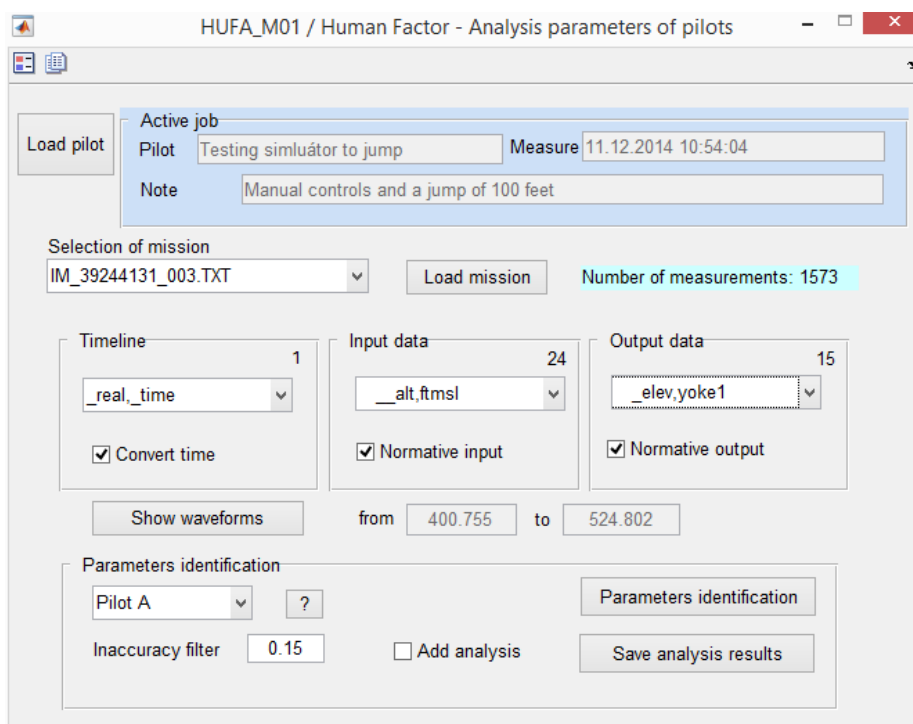 HUFA_M01 / Human Factor - Analysis parameters of pilots
Load pilot
Active job
Pilot Testing simluátor to jump Measure 11.12.2014 10:54:04
Note Manual controls and a jump of 100 feet
Selection of mission
IM_39244131_003.TXT Load mission Number of measurements: 1573
Timeline Input data Output data
1 24 15
_real,_time __alt,ftmsl _elev,yoke1
Convert time Normative input Normative output
Show waveforms from 400.755 to 524.802
Parameters identification
Pilot A ? Parameters identification
Inaccuracy filter 0.15 Add analysis Save analysis results